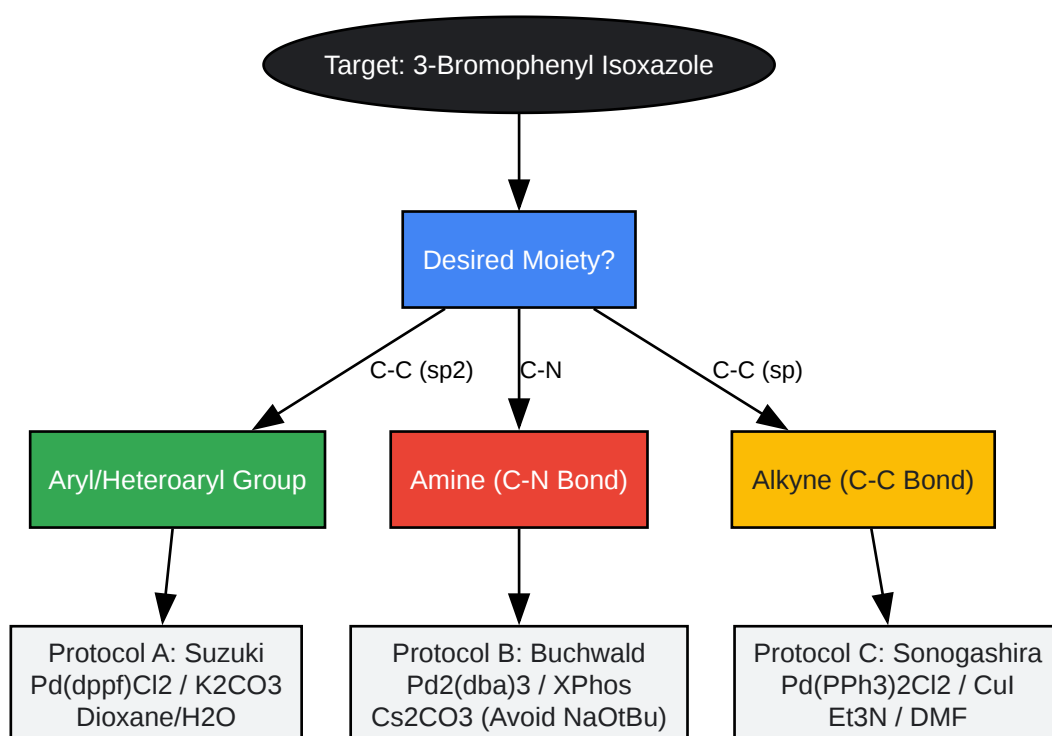 Target: 3-Bromophenyl Isoxazole
Desired Moiety?
C-C (sp2)
C-N
C-C (sp)
Aryl/Heteroaryl Group
Amine (C-N Bond)
Alkyne (C-C Bond)
Protocol A: Suzuki
Pd(dppf)Cl2 / K2CO3
Dioxane/H2O
Protocol B: Buchwald
Pd2(dba)3 / XPhos
Cs2CO3 (Avoid NaOtBu)
Protocol C: Sonogashira
Pd(PPh3)2Cl2 / CuI
Et3N / DMF